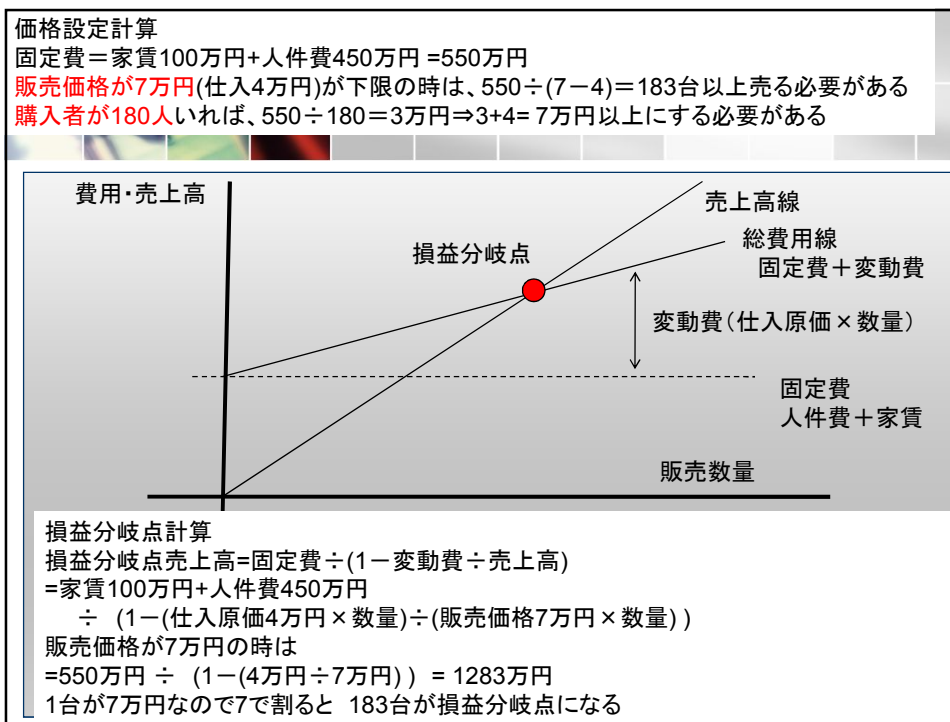 価格設定計算
固定費＝家賃100万円+人件費450万円 =550万円
販売価格が7万円(仕入4万円)が下限の時は、550÷(7－4)＝183台以上売る必要がある
購入者が180人いれば、550÷180＝3万円⇒3+4= 7万円以上にする必要がある
費用・売上高
売上高線
総費用線
固定費＋変動費
損益分岐点
変動費（仕入原価×数量）
固定費
人件費＋家賃
販売数量
損益分岐点計算
損益分岐点売上高=固定費÷(1－変動費÷売上高)
=家賃100万円+人件費450万円
÷ (1－(仕入原価4万円×数量)÷(販売価格7万円×数量) )
販売価格が7万円の時は
=550万円 ÷ (1－(4万円÷7万円) ) = 1283万円
1台が7万円なので7で割ると 183台が損益分岐点になる